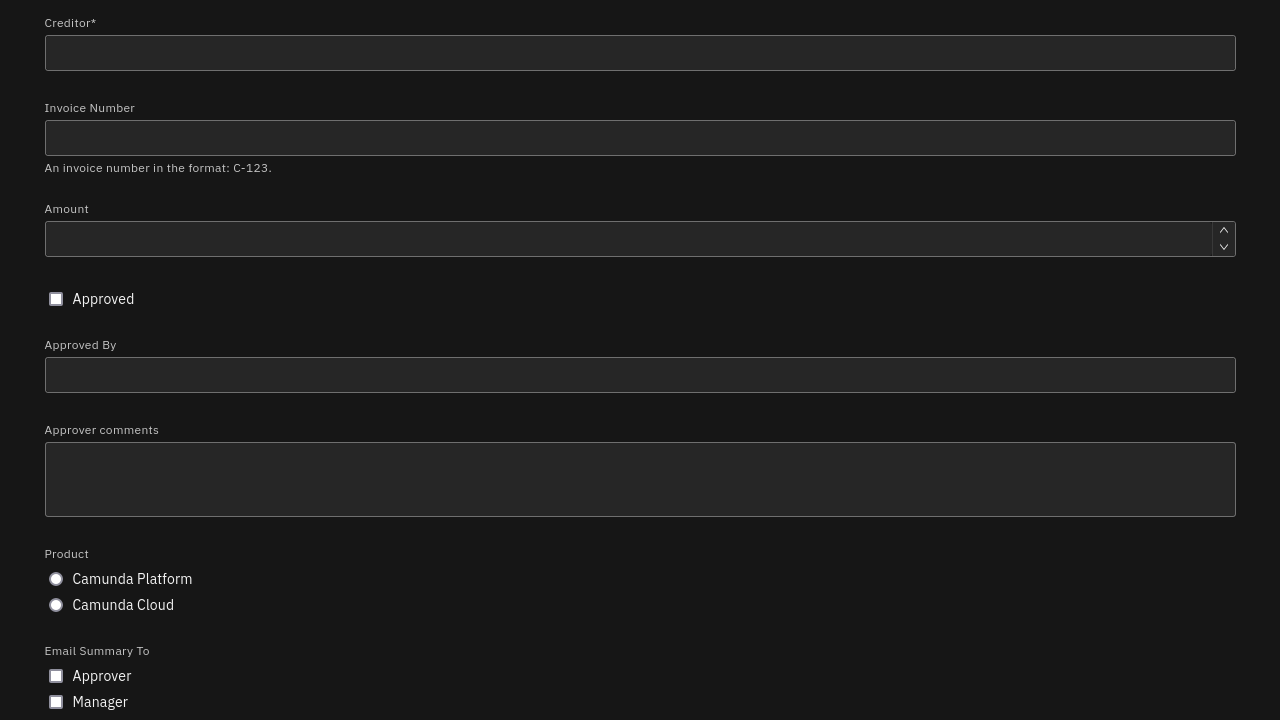 Creditor*
Invoice Number
An invoice number in the format: C-123.
Amount
Approved
Approved By
Approver comments
Product
Camunda Platform
Camunda Cloud
Email Summary To
Approver
Manager